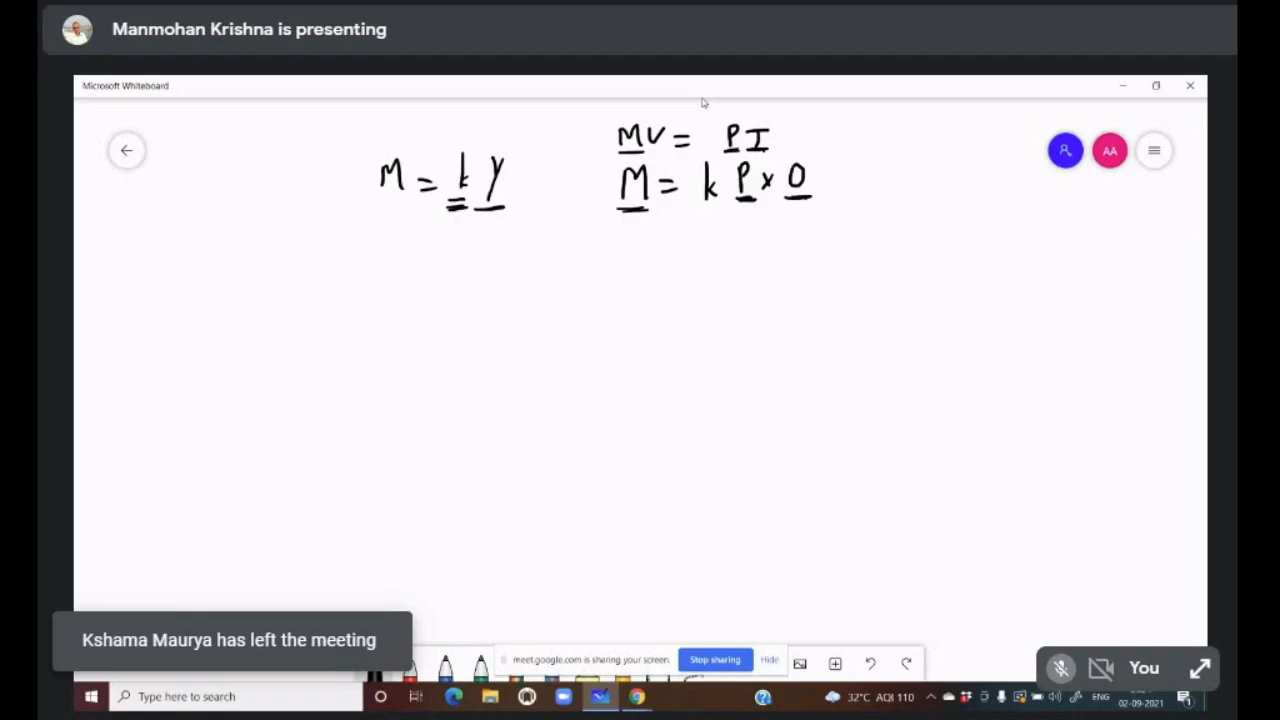 Manmohan Krishna is presenting
Microsoft Whiteboard
MV = PI
M = k y
M = k P x O
AA
Kshama Maurya has left the meeting
meet.google.com is sharing your screen.
Stop sharing
Hide
You
Type here to search
32°C AQI 110
ENG
02-09-2021